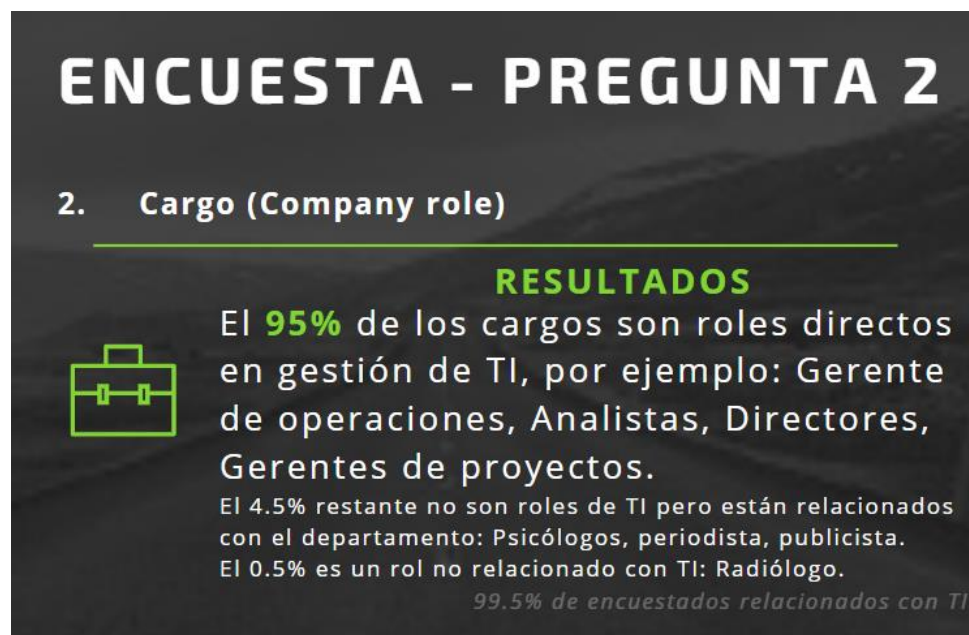 ENCUESTA - PREGUNTA 2
2. Cargo (Company role)
RESULTADOS
El 95% de los cargos son roles directos
en gestión de TI, por ejemplo: Gerente
de operaciones, Analistas, Directores,
Gerentes de proyectos.
El 4.5% restante no son roles de TI pero están relacionados
con el departamento: Psicólogos, periodista, publicista.
El 0.5% es un rol no relacionado con TI: Radiólogo.
99.5% de encuestados relacionados con TI